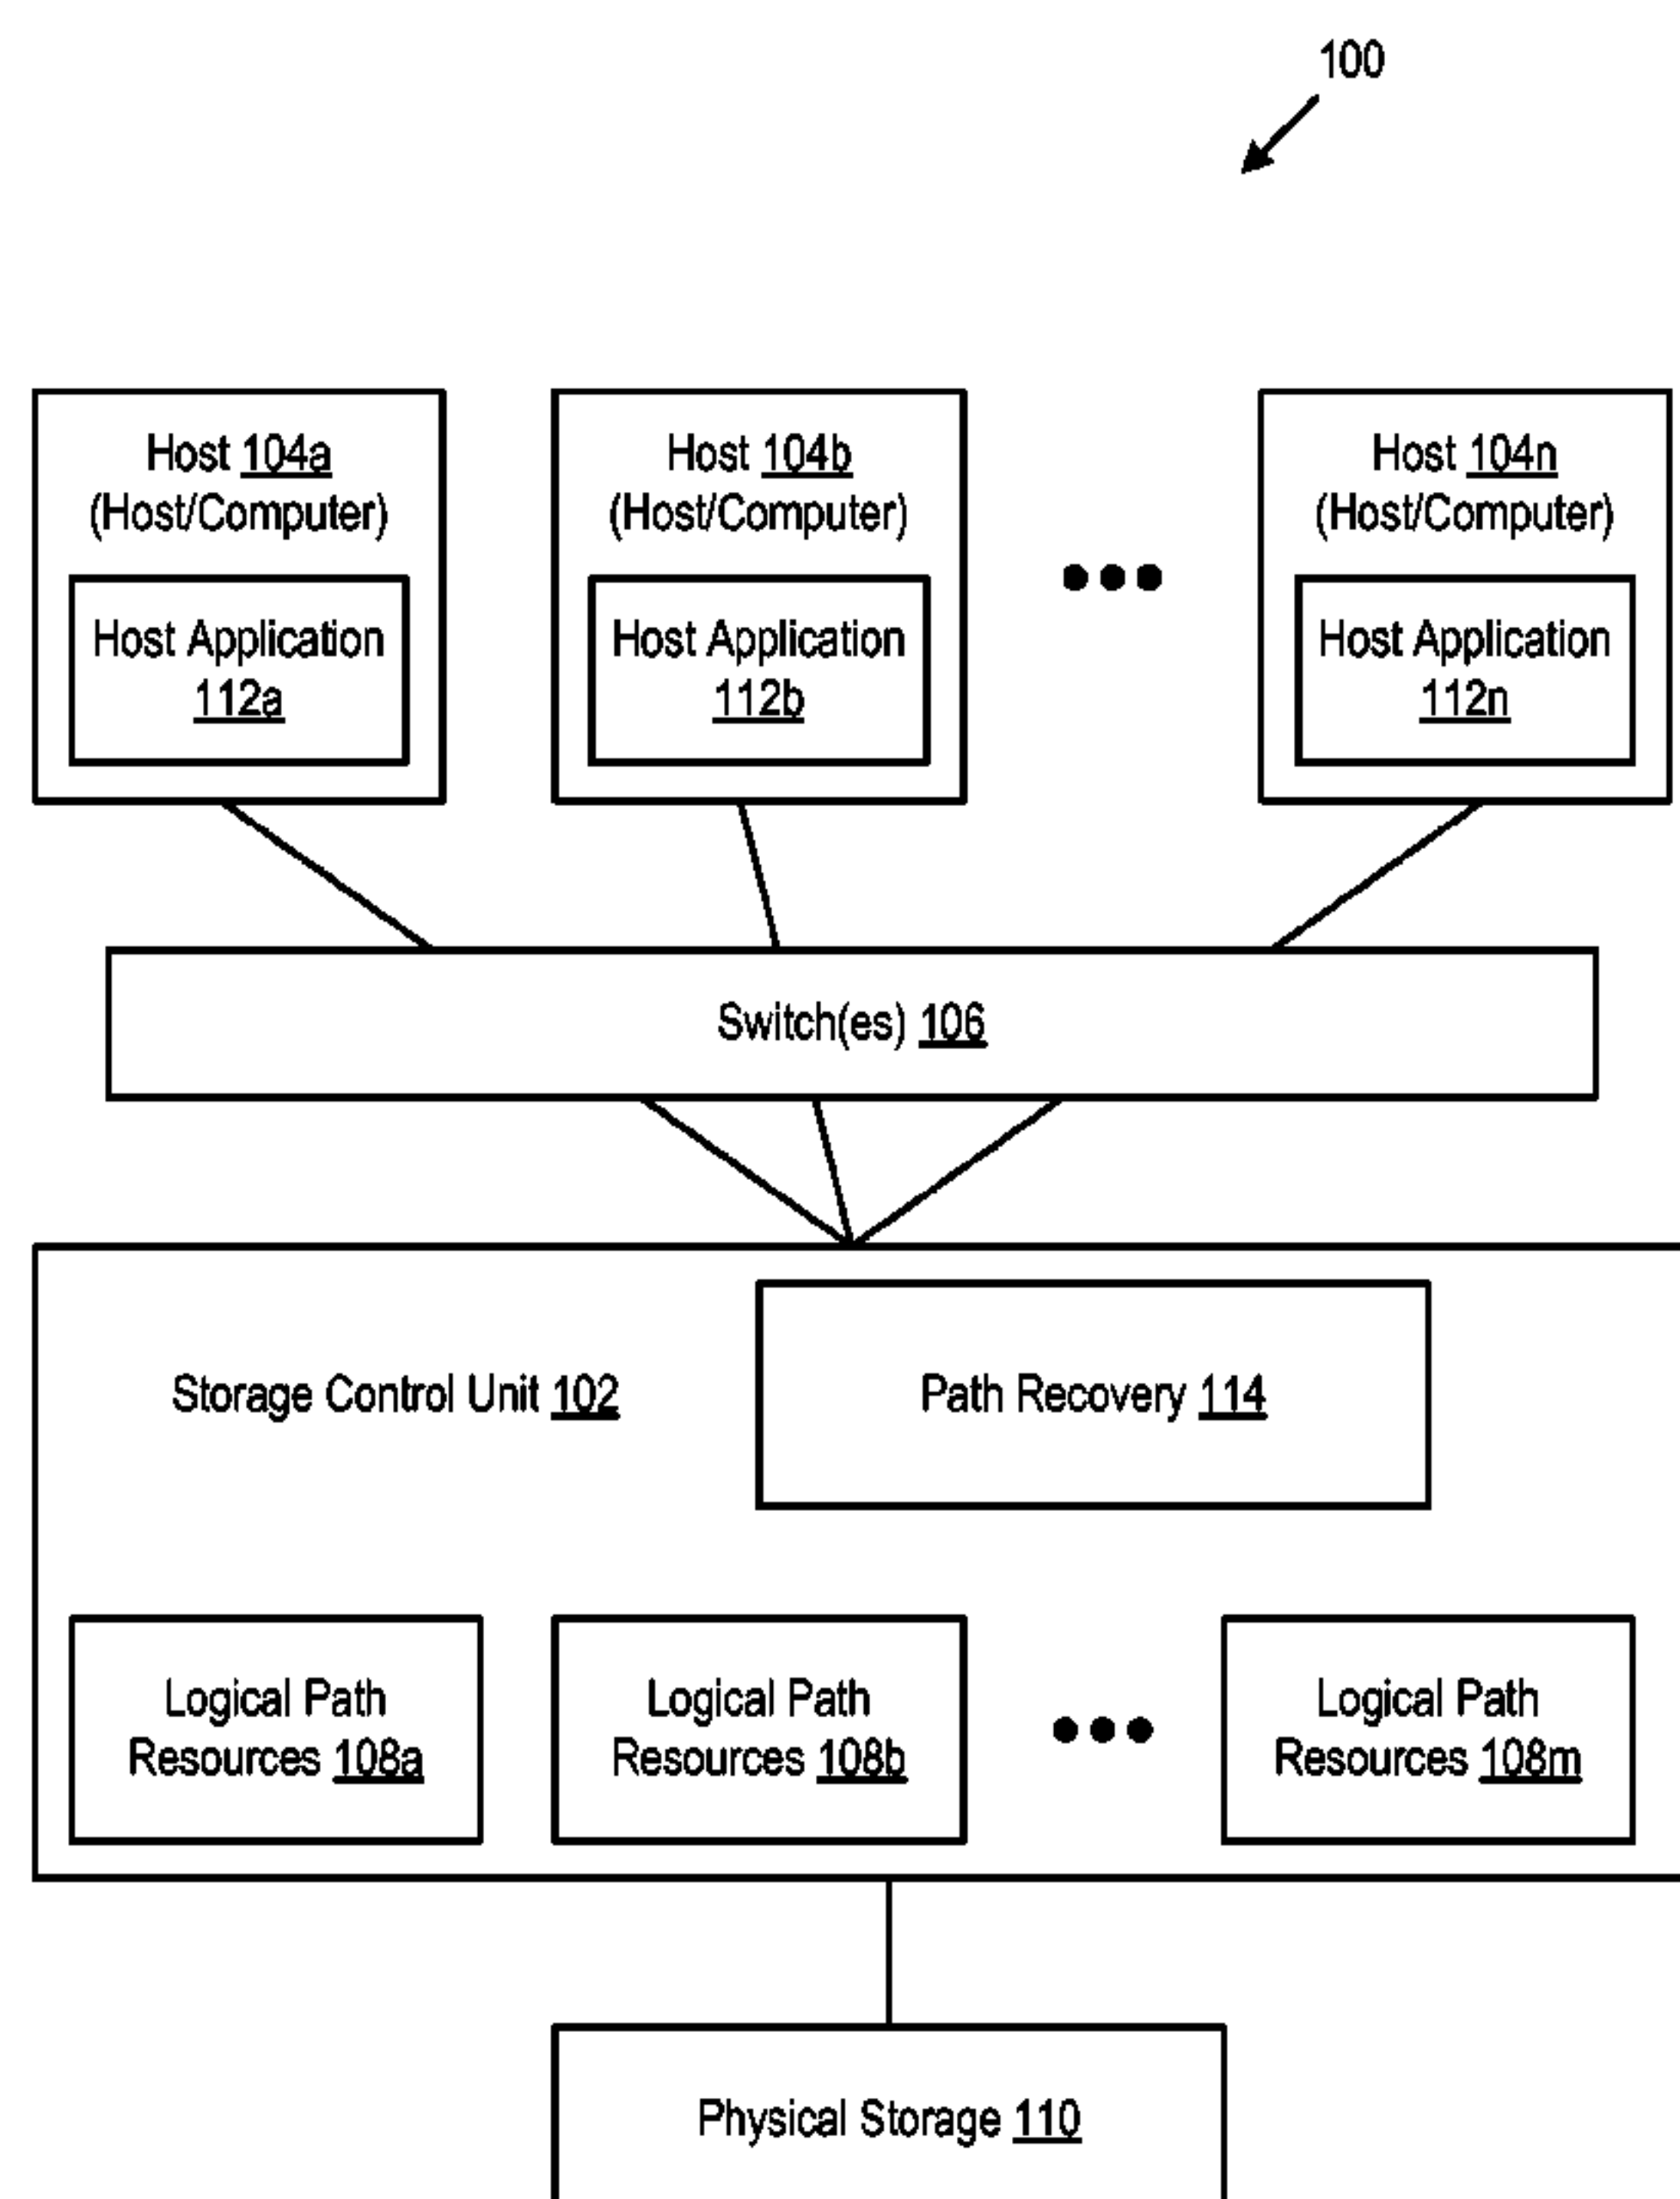 100
Host 104a
(Host/Computer)
Host Application
112a
Host 104b
(Host/Computer)
Host Application
112b
Host 104n
(Host/Computer)
Host Application
112n
Switch(es) 106
Storage Control Unit 102
Path Recovery 114
Logical Path
Resources 108a
Logical Path
Resources 108b
Logical Path
Resources 108m
Physical Storage 110